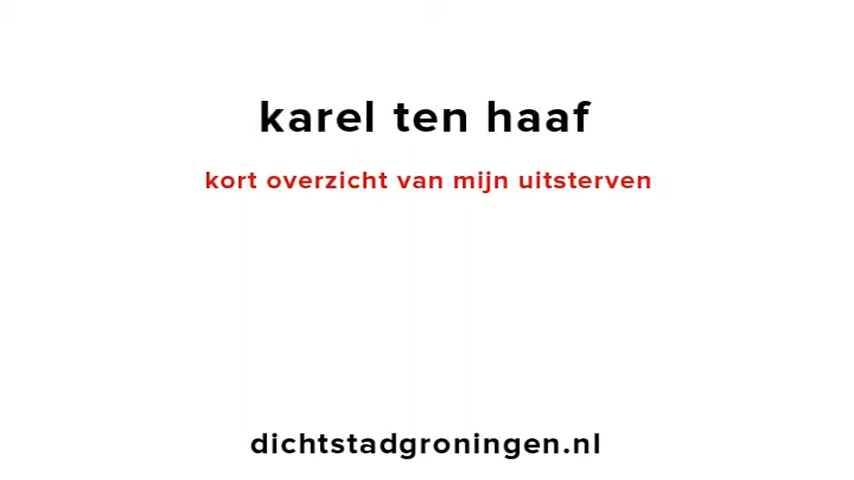 karel ten haaf
kort overzicht van mijn uitsterven
dichtstadgroningen.nl